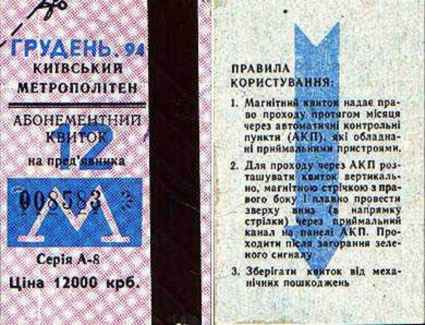 ГРУДЕНЬ. 94
КИЇВСЬКИЙ
МЕТРОПОЛІТЕН
АБОНЕМЕНТНИЙ
КВИТОК
на пред'явника
12
008583 3
М
Серія А-8
Ціна 12000 крб.
ПРАВИЛА
КОРИСТУВАННЯ:
1. Магнітний квиток надає пра-
во проходу протягом місяця
через автоматичні контрольні
пункти (АКП), які обладна-
ні приймальними пристроями.
2. Для проходу через АКП роз-
ташувати квиток вертикаль-
но, магнітною стрічкою з пра-
вого боку і плавно провести
зверху вниз (в напрямку
стрілки) через приймальний
канал на панелі АКП. Про-
ходити після загорання зеле-
ного сигналу.
3. Зберігати квиток від меха-
нічних пошкоджень